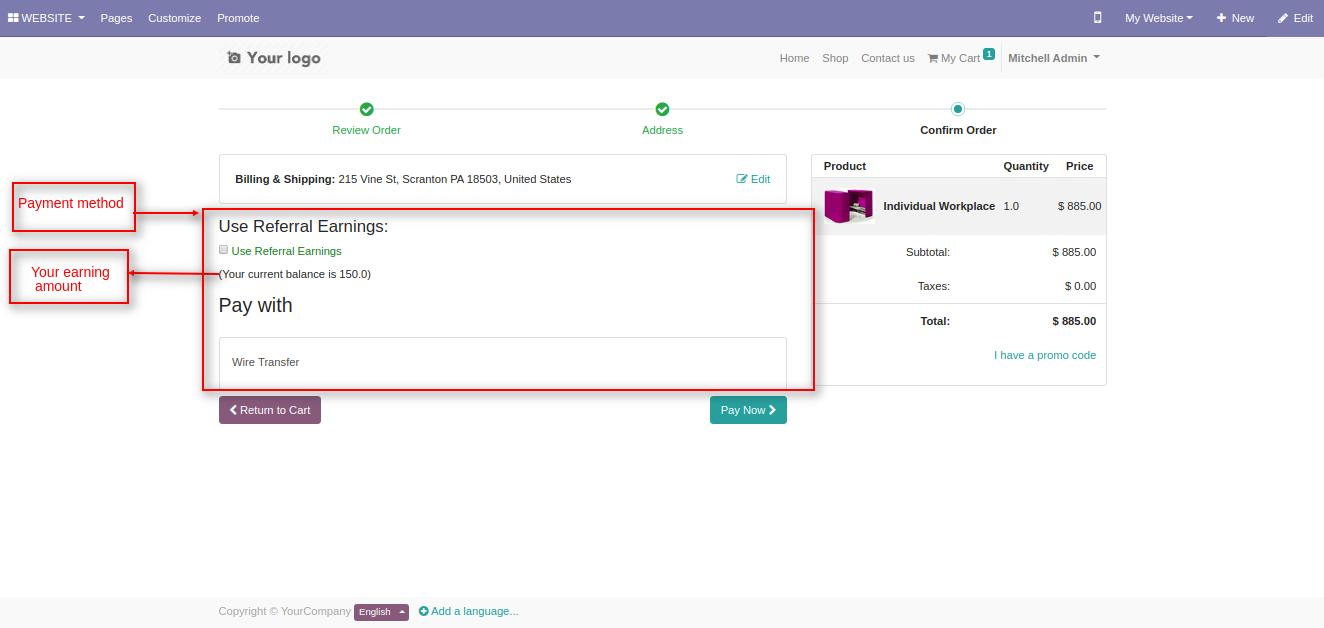 WEBSITE Pages Customize Promote My Website New Edit
Your logo Home Shop Contact us My Cart 1 Mitchell Admin
Review Order Address Confirm Order
Billing & Shipping: 215 Vine St, Scranton PA 18503, United States Edit
Product Quantity Price
Payment method
Individual Workplace 1.0 $ 885.00
Use Referral Earnings:
Use Referral Earnings
Subtotal: $ 885.00
Your earning
amount
(Your current balance is 150.0)
Taxes: $ 0.00
Pay with
Total: $ 885.00
I have a promo code
Wire Transfer
Return to Cart Pay Now
Copyright © YourCompany English Add a language...